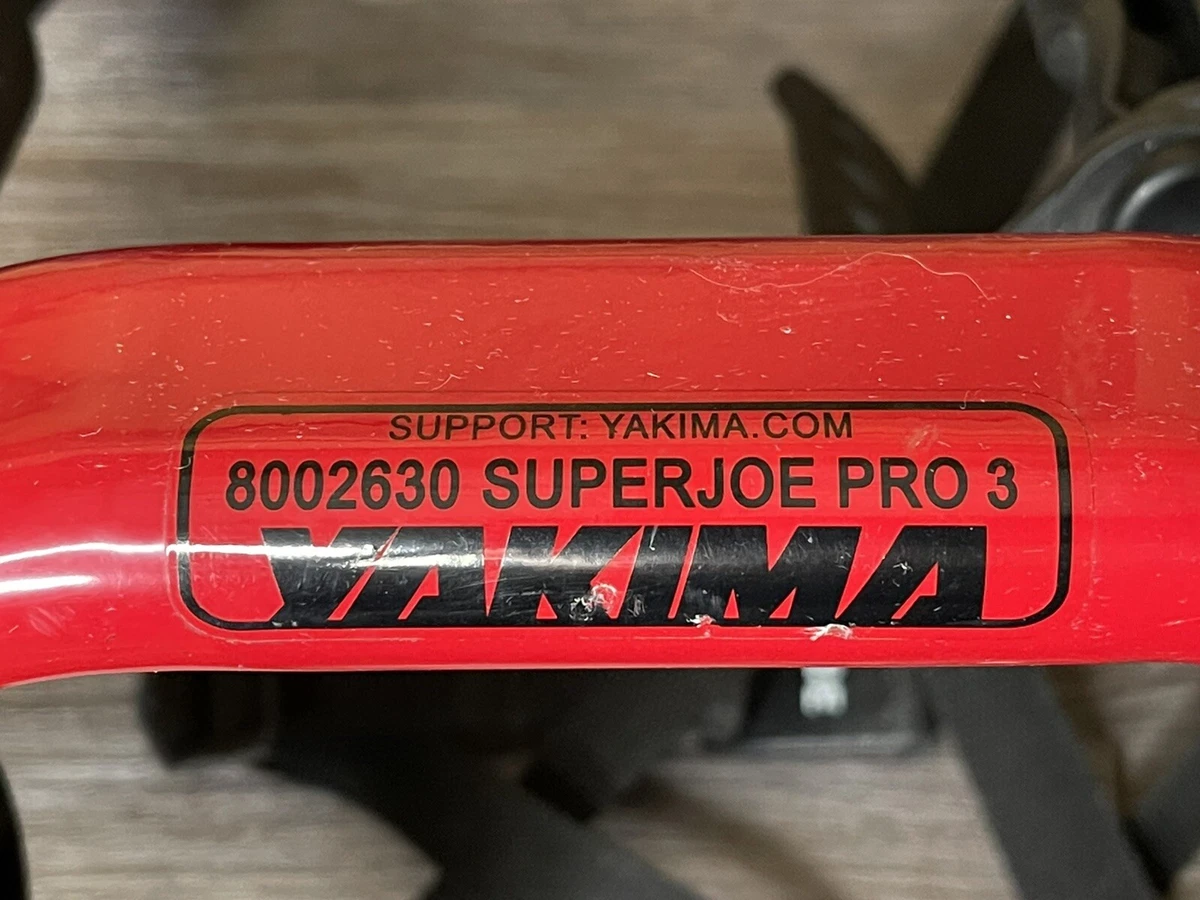 SUPPORT: YAKIMA.COM
8002630 SUPERJOE PRO 3
YAKIMA